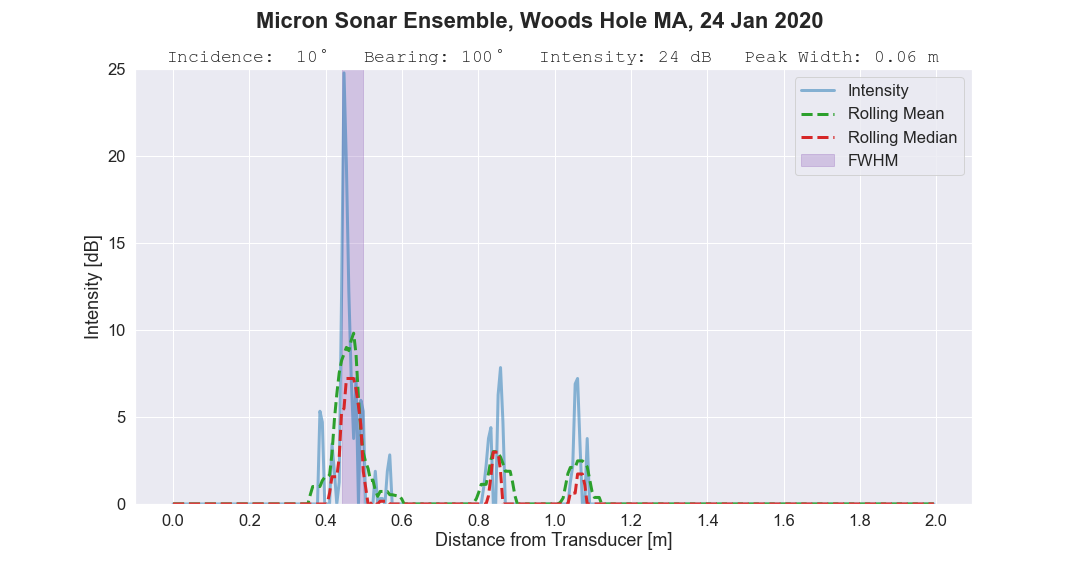 Micron Sonar Ensemble, Woods Hole MA, 24 Jan 2020
Incidence: 10° Bearing: 100° Intensity: 24 dB Peak Width: 0.06 m
Intensity
Rolling Mean
Rolling Median
FWHM
Intensity [dB]
25
20
15
10
5
0
0.0 0.2 0.4 0.6 0.8 1.0 1.2 1.4 1.6 1.8 2.0
Distance from Transducer [m]